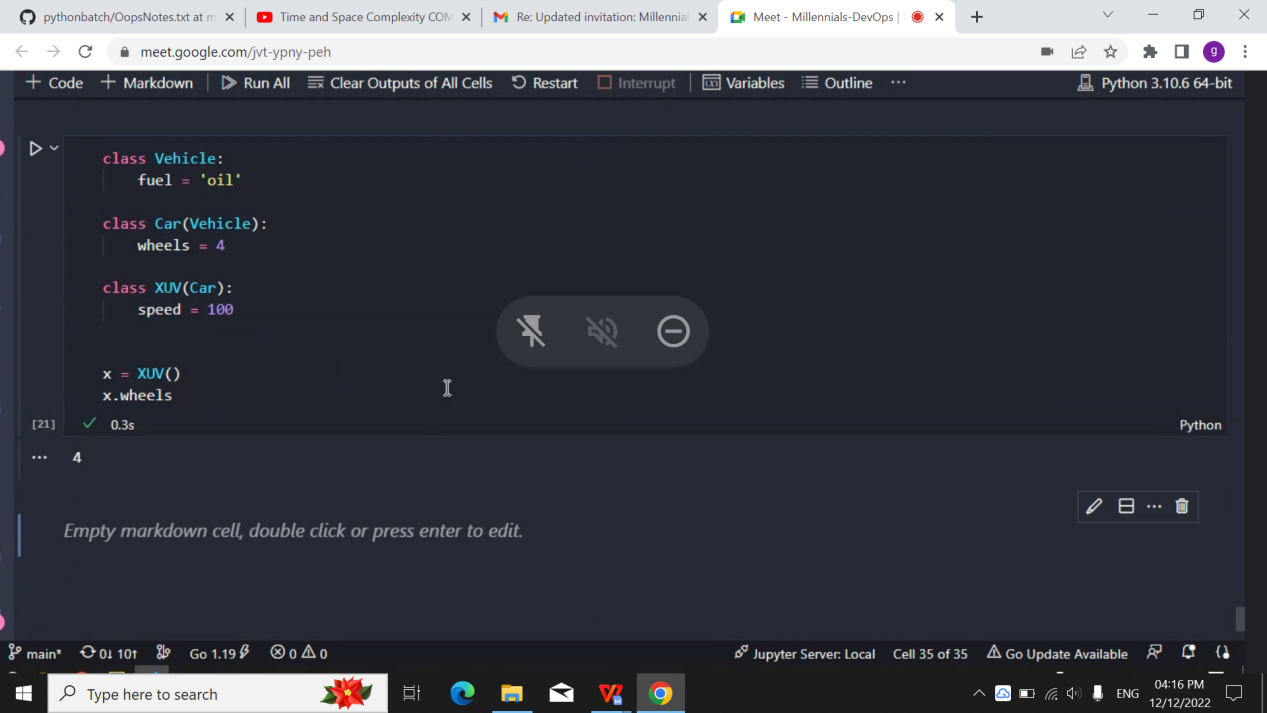 pythonbatch/OopsNotes.txt at m
Time and Space Complexity COM
Re: Updated invitation: Millennial
Meet - Millennials-DevOps |
meet.google.com/jvt-ypny-peh
g
Code
Markdown
Run All
Clear Outputs of All Cells
Restart
Interrupt
Variables
Outline
Python 3.10.6 64-bit
class Vehicle:
fuel = 'oil'
class Car(Vehicle):
wheels = 4
class XUV(Car):
speed = 100
x = XUV()
x.wheels
[21]
0.3s
Python
4
Empty markdown cell, double click or press enter to edit.
main*
0↓ 10↑
Go 1.19
0
0
Jupyter Server: Local
Cell 35 of 35
Go Update Available
Type here to search
ENG
04:16 PM
12/12/2022